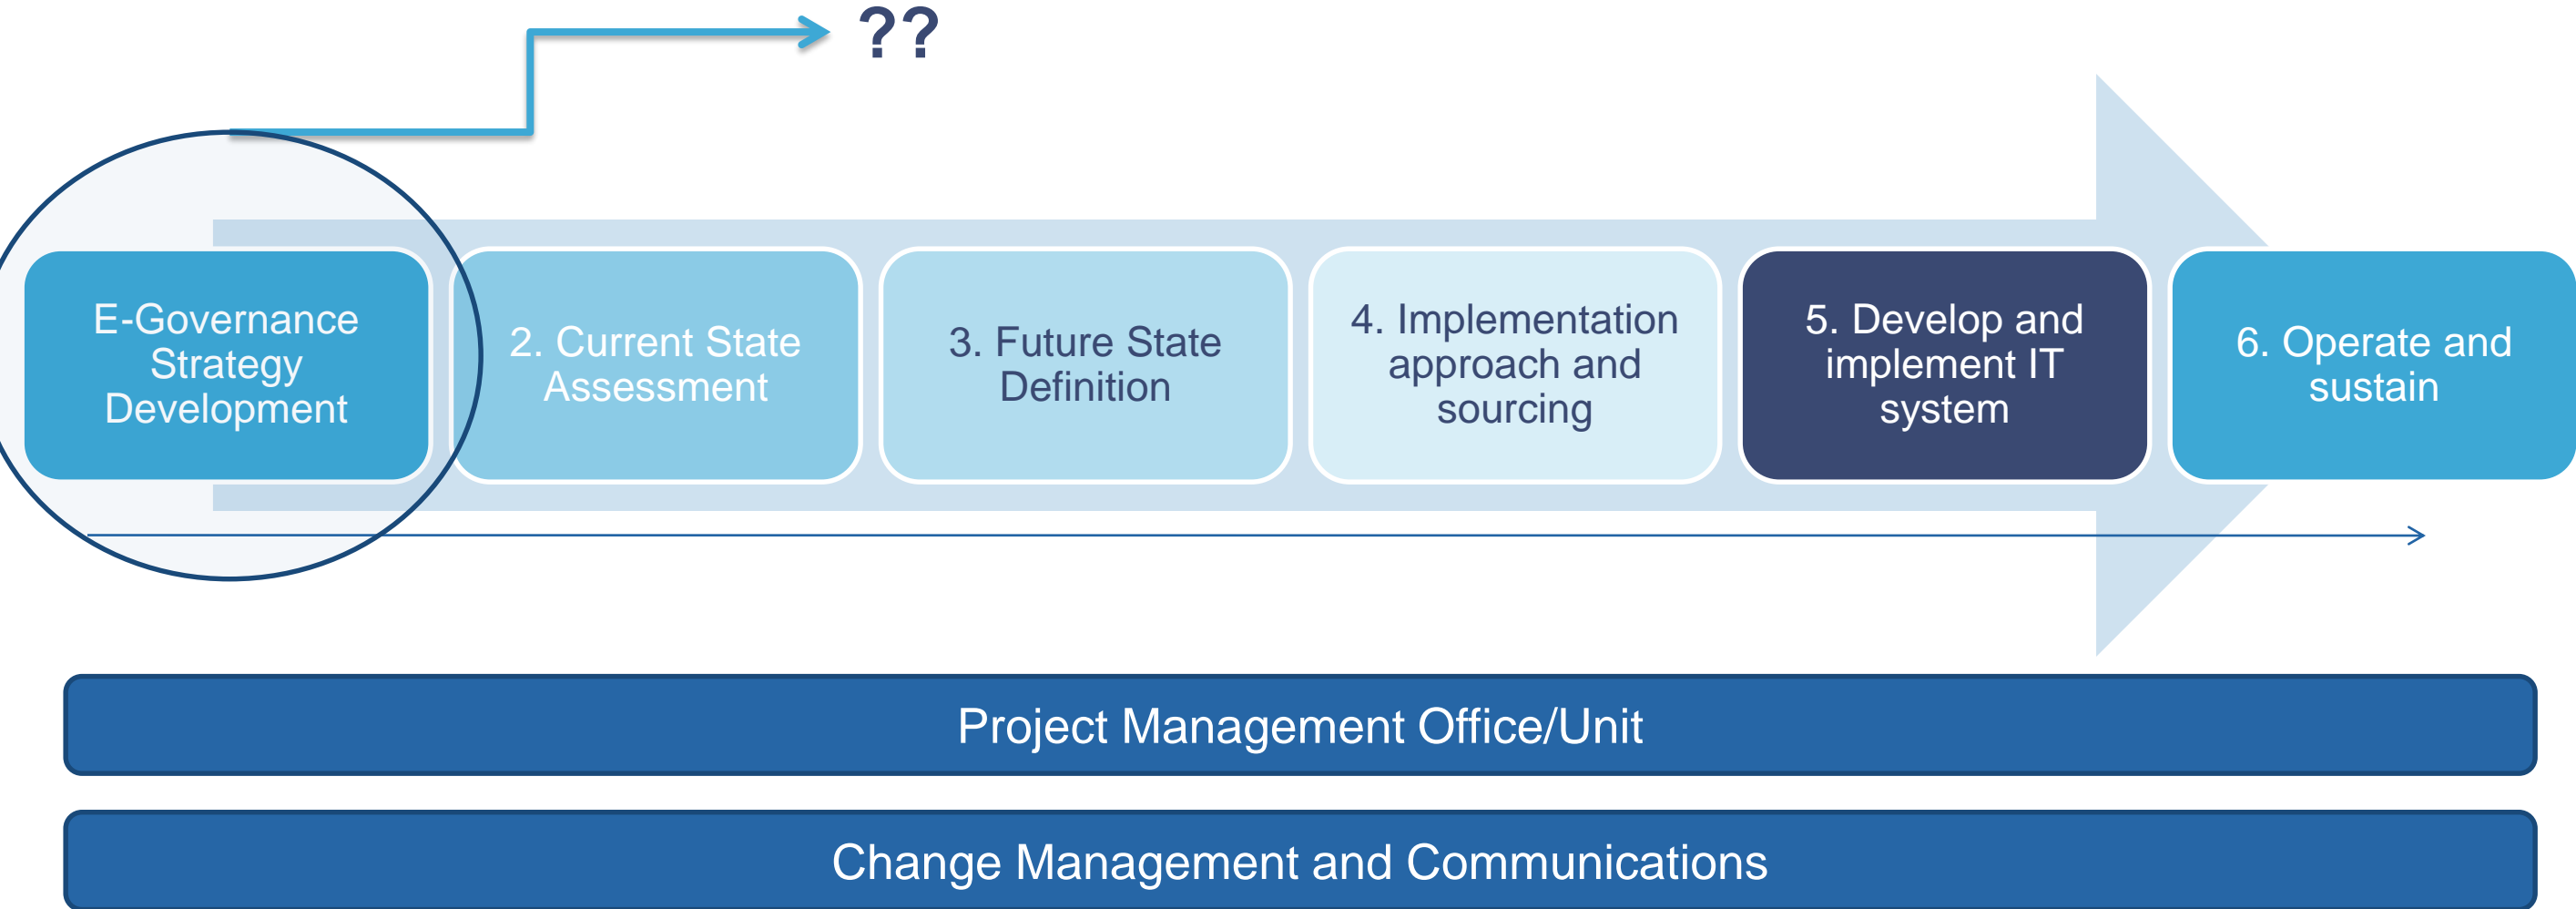 ??
E-Governance
Strategy
Development
2. Current State
Assessment
3. Future State
Definition
4. Implementation
approach and
sourcing
5. Develop and
implement IT
system
6. Operate and
sustain
Project Management Office/Unit
Change Management and Communications